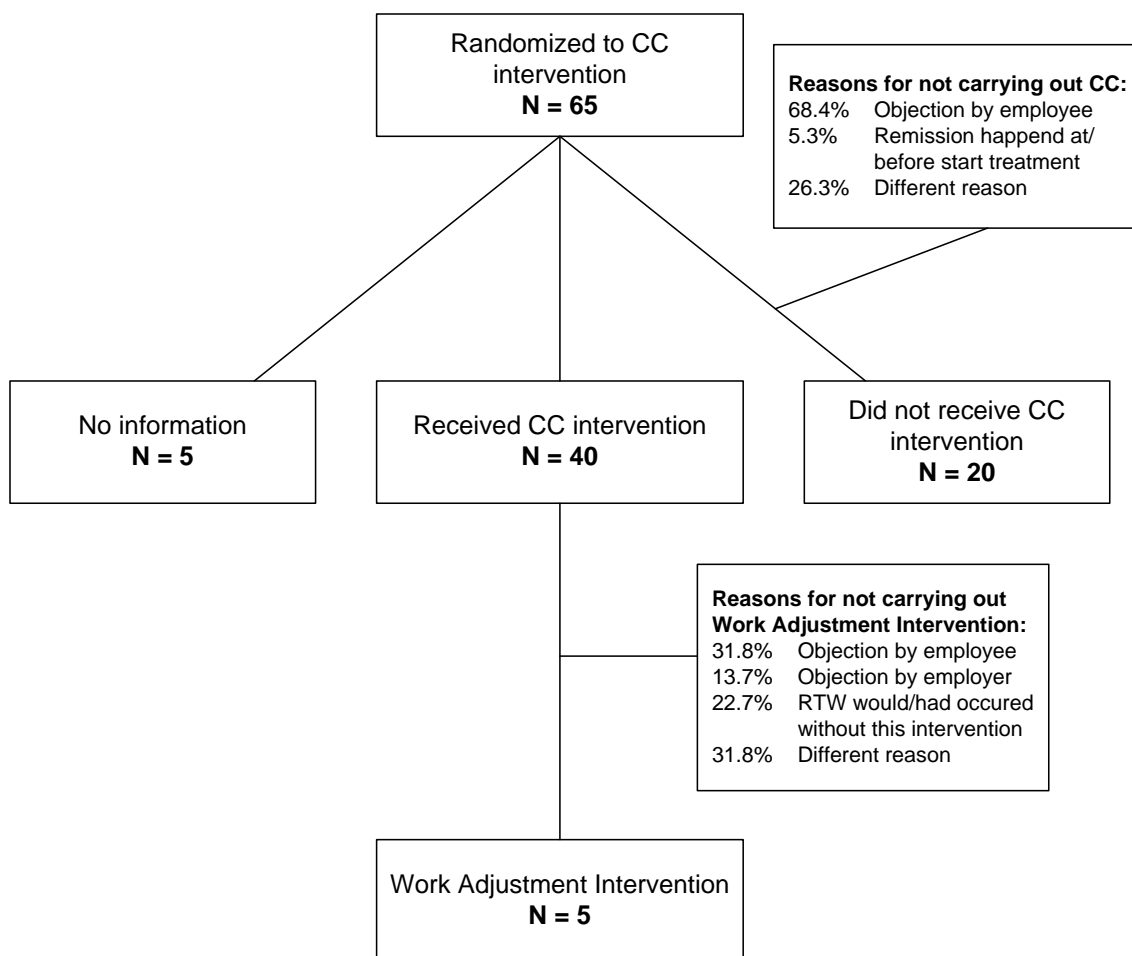 Randomized to CC
intervention
N = 65
Reasons for not carrying out CC:
68.4% Objection by employee
5.3% Remission happend at/
before start treatment
26.3% Different reason
No information
N = 5
Received CC intervention
N = 40
Did not receive CC
intervention
N = 20
Reasons for not carrying out
Work Adjustment Intervention:
31.8% Objection by employee
13.7% Objection by employer
22.7% RTW would/had occured
without this intervention
31.8% Different reason
Work Adjustment Intervention
N = 5